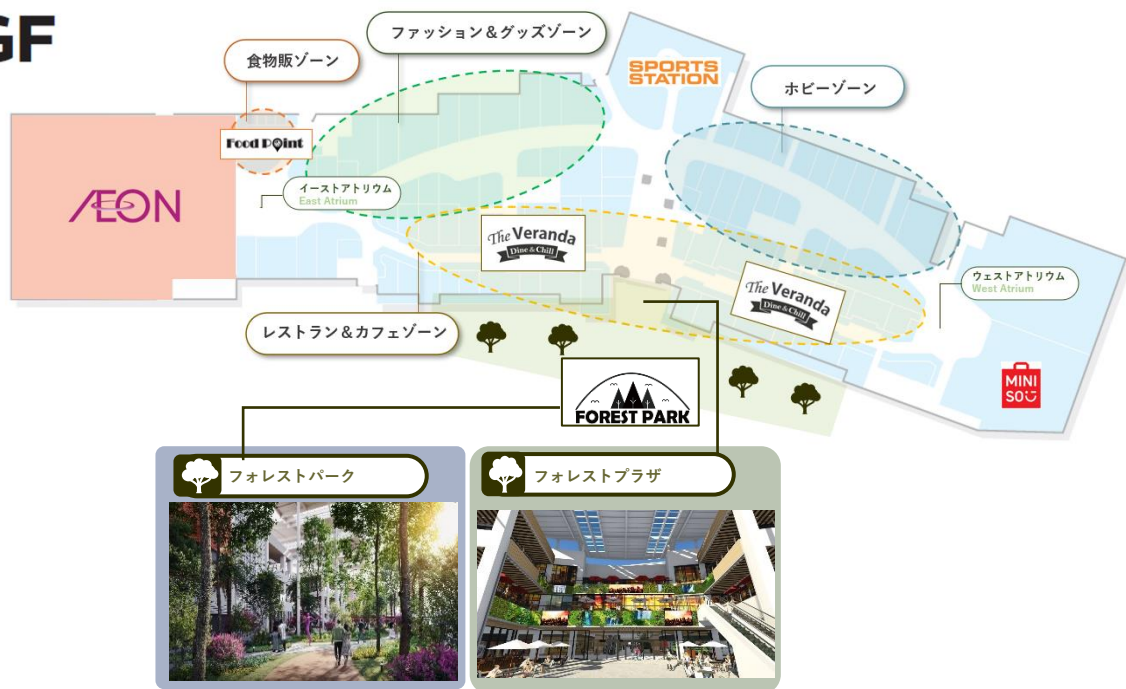 GF
ファッション＆グッズゾーン
食物販ゾーン
SPORTS
STATION
ホビーゾーン
Food Point
ÆON
イーストアトリウム
East Atrium
The Veranda
Dine & Chill
ウェストアトリウム
West Atrium
The Veranda
Dine & Chill
レストラン＆カフェゾーン
MINI
SO
FOREST PARK
フォレストパーク
フォレストプラザ